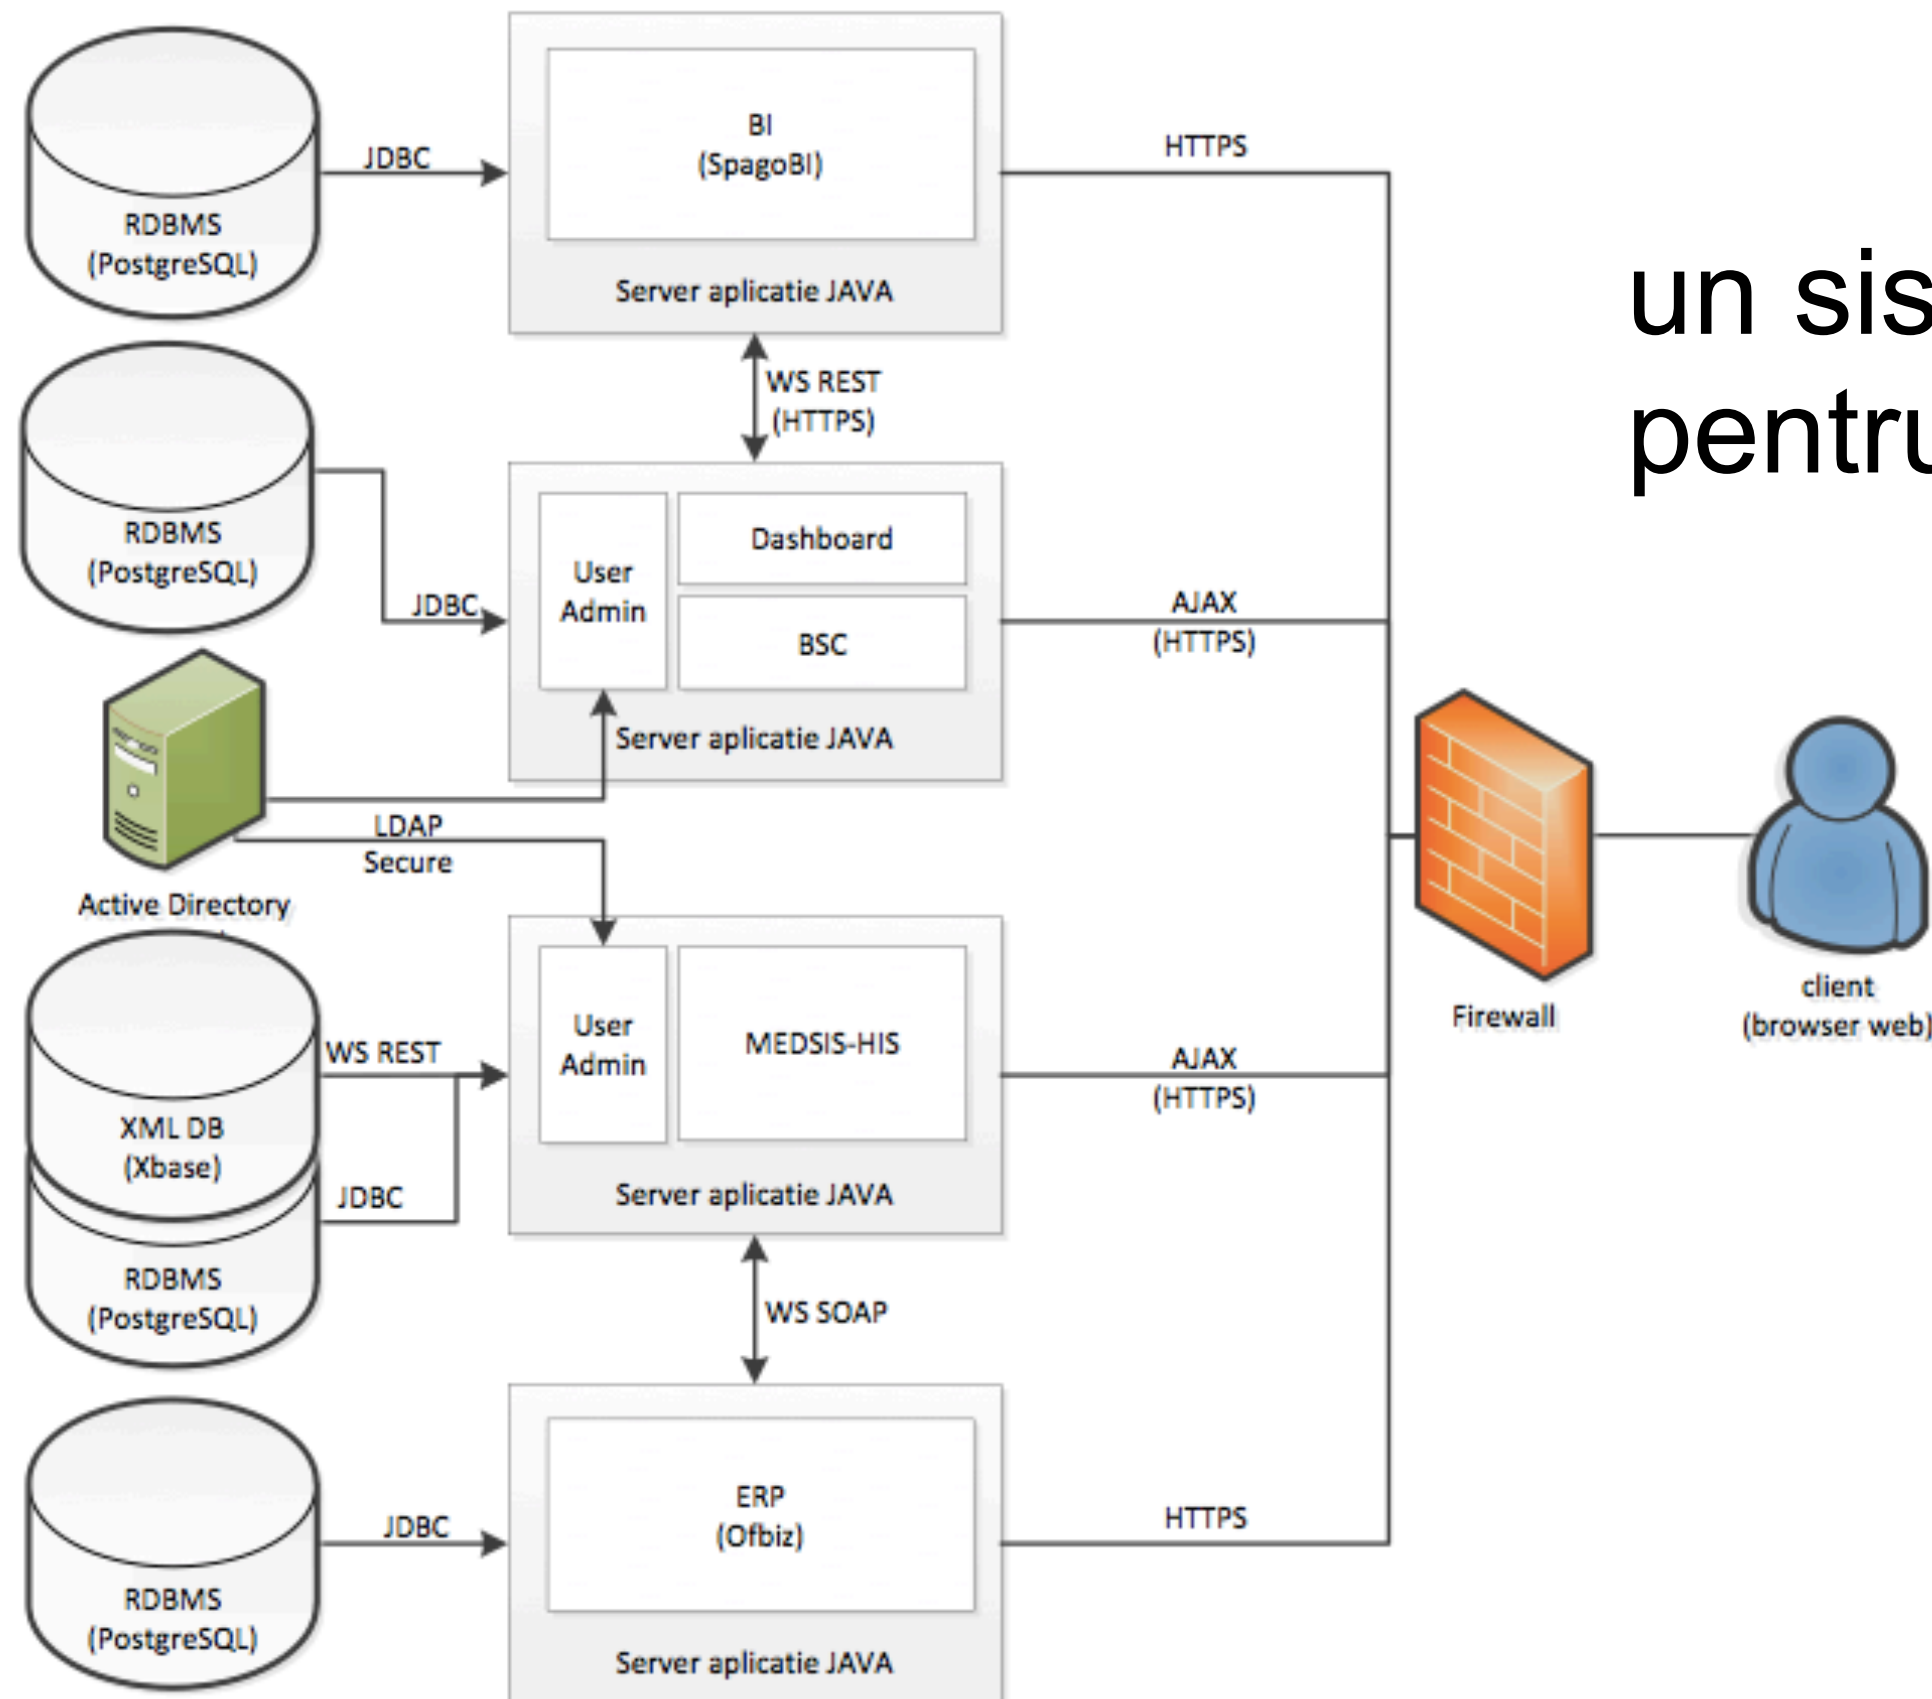 RDBMS
(PostgreSQL)
JDBC
BI
(SpagoBI)
Server aplicatie JAVA
HTTPS
un sis
pentru
WS REST
(HTTPS)
RDBMS
(PostgreSQL)
JDBC
User
Admin
Dashboard
BSC
Server aplicatie JAVA
AJAX
(HTTPS)
Active Directory
LDAP
Secure
Firewall
client
(browser web)
XML DB
(Xbase)
WS REST
RDBMS
(PostgreSQL)
JDBC
User
Admin
MEDSIS-HIS
Server aplicatie JAVA
AJAX
(HTTPS)
WS SOAP
RDBMS
(PostgreSQL)
JDBC
ERP
(Ofbiz)
Server aplicatie JAVA
HTTPS